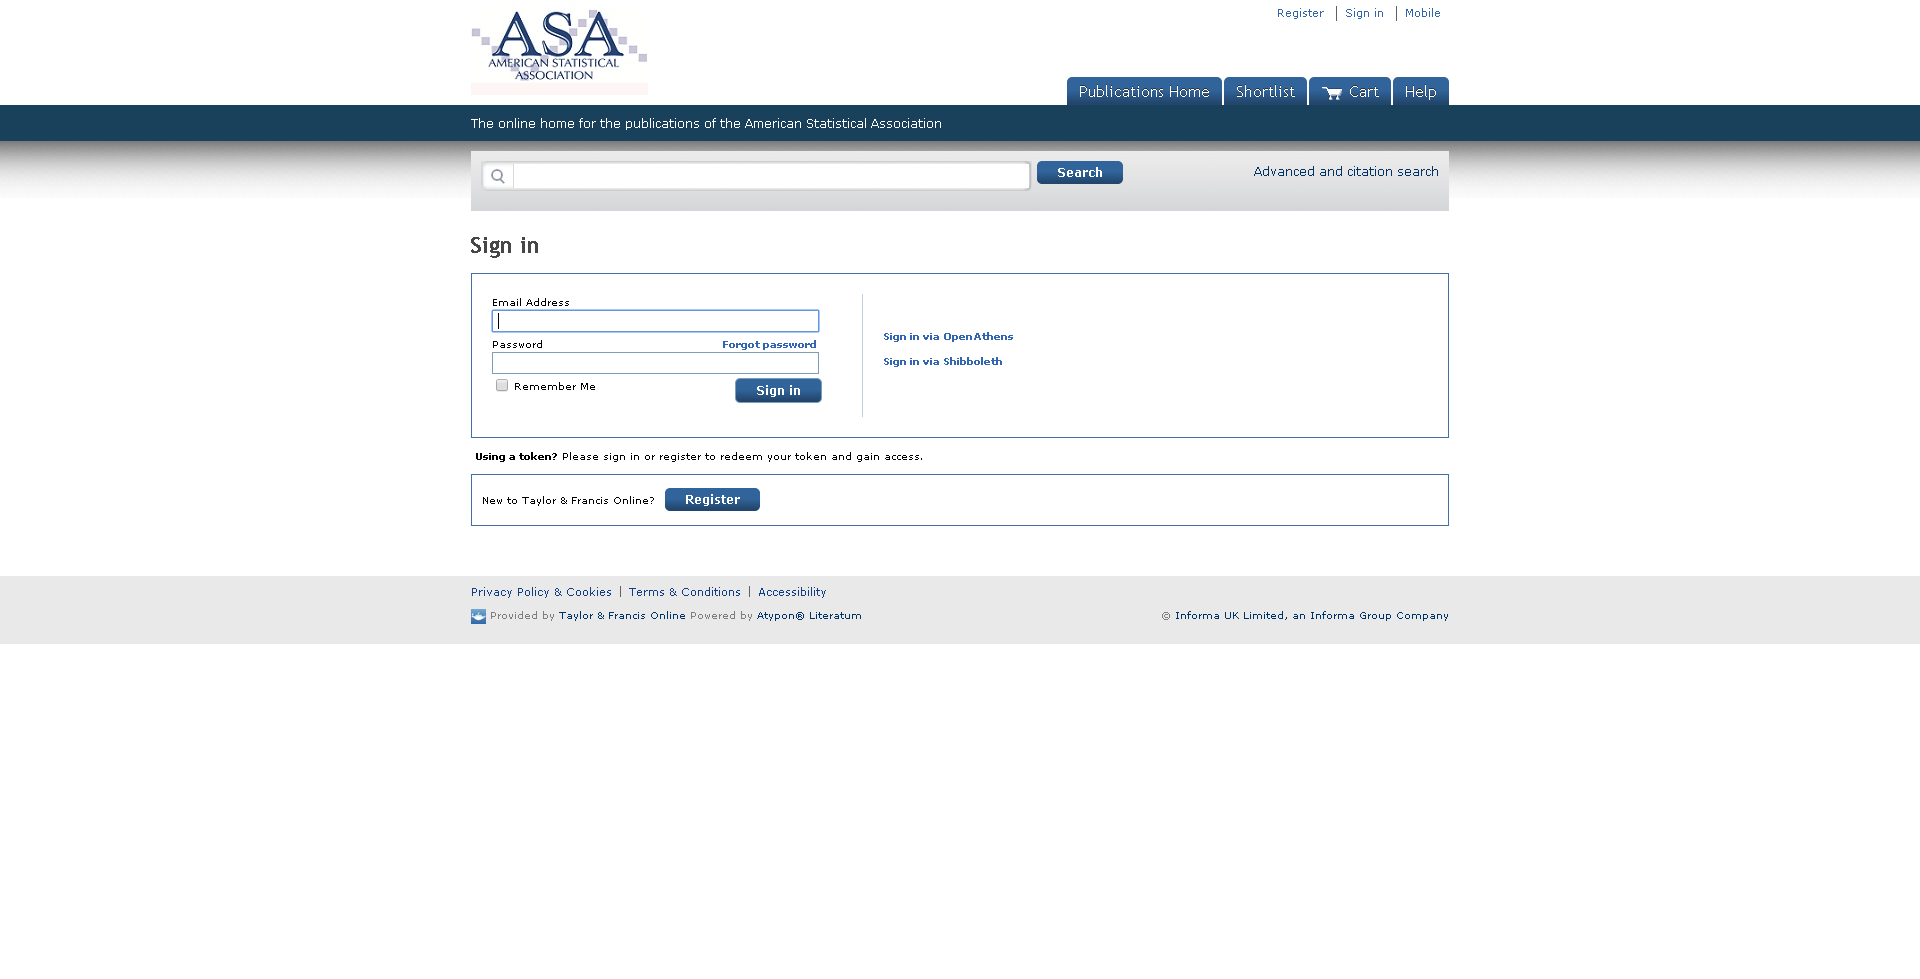 ASA
AMERICAN STATISTICAL
ASSOCIATION
Register
Sign in
Mobile
Publications Home
Shortlist
Cart
Help
The online home for the publications of the American Statistical Association
Search
Advanced and citation search
Sign in
Email Address
Password
Forgot password
Remember Me
Sign in
Sign in via OpenAthens
Sign in via Shibboleth
Using a token? Please sign in or register to redeem your token and gain access.
New to Taylor & Francis Online?
Register
Privacy Policy & Cookies | Terms & Conditions | Accessibility
Provided by Taylor & Francis Online Powered by Atypon® Literatum
© Informa UK Limited, an Informa Group Company